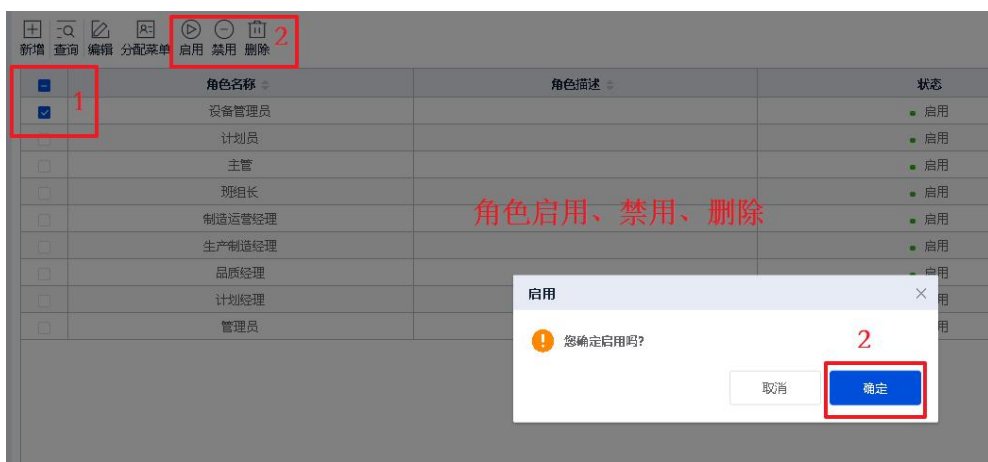 2
新增 查询 编辑 分配菜单 启用 禁用 删除
角色名称 角色描述 状态
1
设备管理员 启用
计划员 启用
主管 启用
班组长 启用
制造运营经理 启用
角色启用、禁用、删除
生产制造经理 启用
品质经理 启用
计划经理 用
管理员 用
启用
您确定启用吗?
2
取消 确定